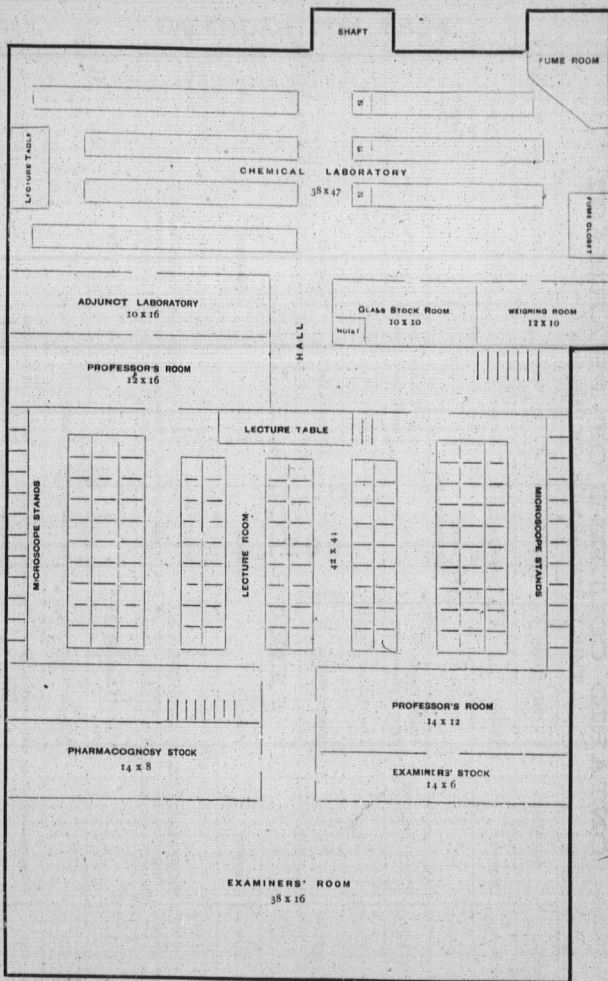 SHAFT
FUME ROOM
LECTURE TABLE
CHEMICAL LABORATORY
38 x 47
FUME CLOSET
ADJUNCT LABORATORY
10 x 16
GLASS STOCK ROOM
10 x 10
WEIGHING ROOM
12 x 10
HOIST
HALL
PROFESSOR'S ROOM
12 x 16
LECTURE TABLE
MICROSCOPE STANDS
LECTURE ROOM
42 x 41
MICROSCOPE STANDS
PROFESSOR'S ROOM
14 x 12
PHARMACOGNOSY STOCK
14 x 8
EXAMINERS' STOCK
14 x 6
EXAMINERS' ROOM
38 x 16